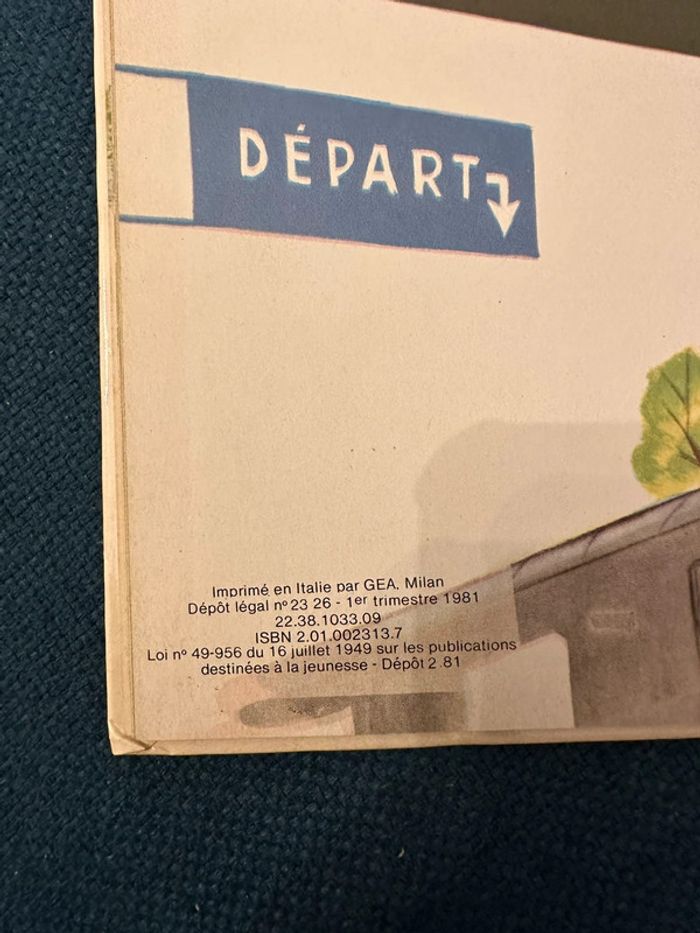 DÉPART
Imprimé en Italie par GEA, Milan
Dépôt légal nº 23 26 - 1er trimestre 1981
22.38.1033.09
ISBN 2.01.002313.7
Loi nº 49-956 du 16 juillet 1949 sur les publications
destinées à la jeunesse - Dépôt 2.81